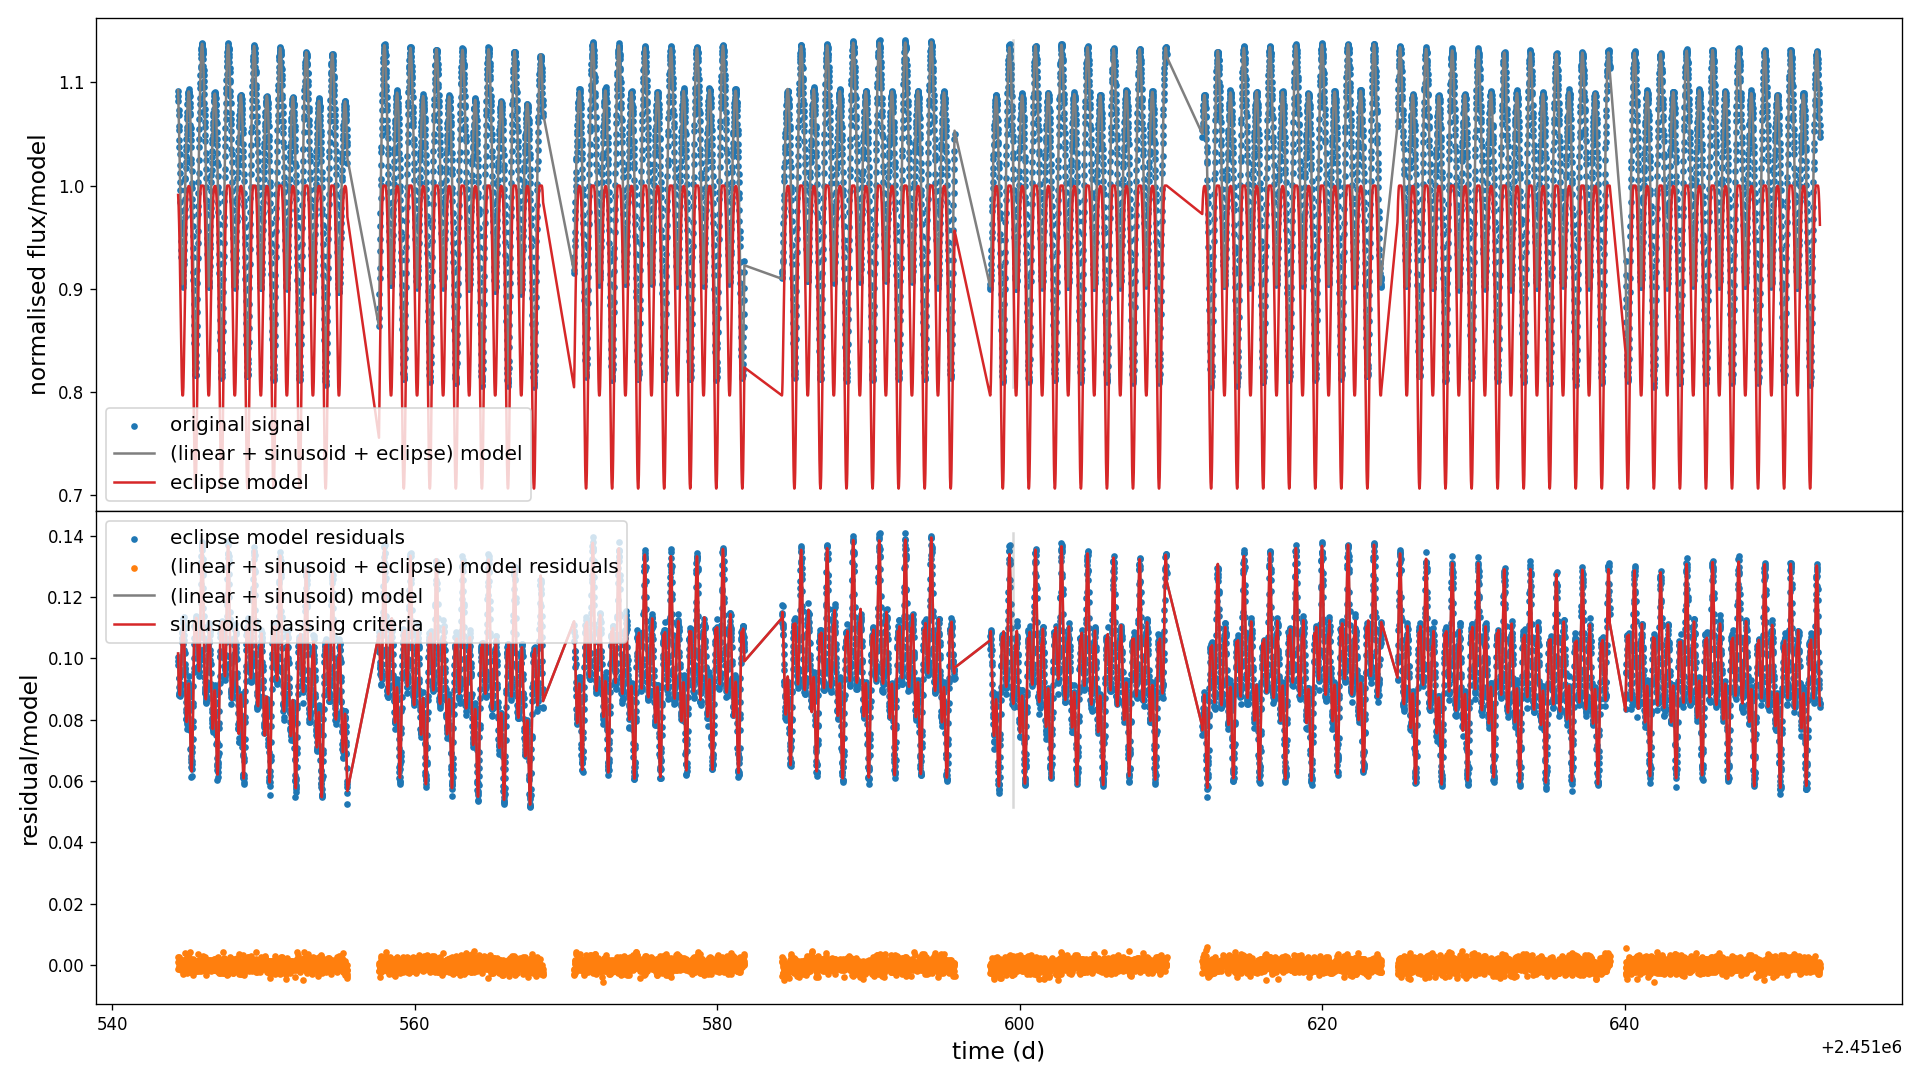 normalised flux/model
1.1
1.0
0.9
0.8
0.7
original signal
(linear + sinusoid + eclipse) model
eclipse model
residual/model
0.14
0.12
0.10
0.08
0.06
0.04
0.02
0.00
eclipse model residuals
(linear + sinusoid + eclipse) model residuals
(linear + sinusoid) model
sinusoids passing criteria
540 560 580 600 620 640
time (d)
+2.451e6